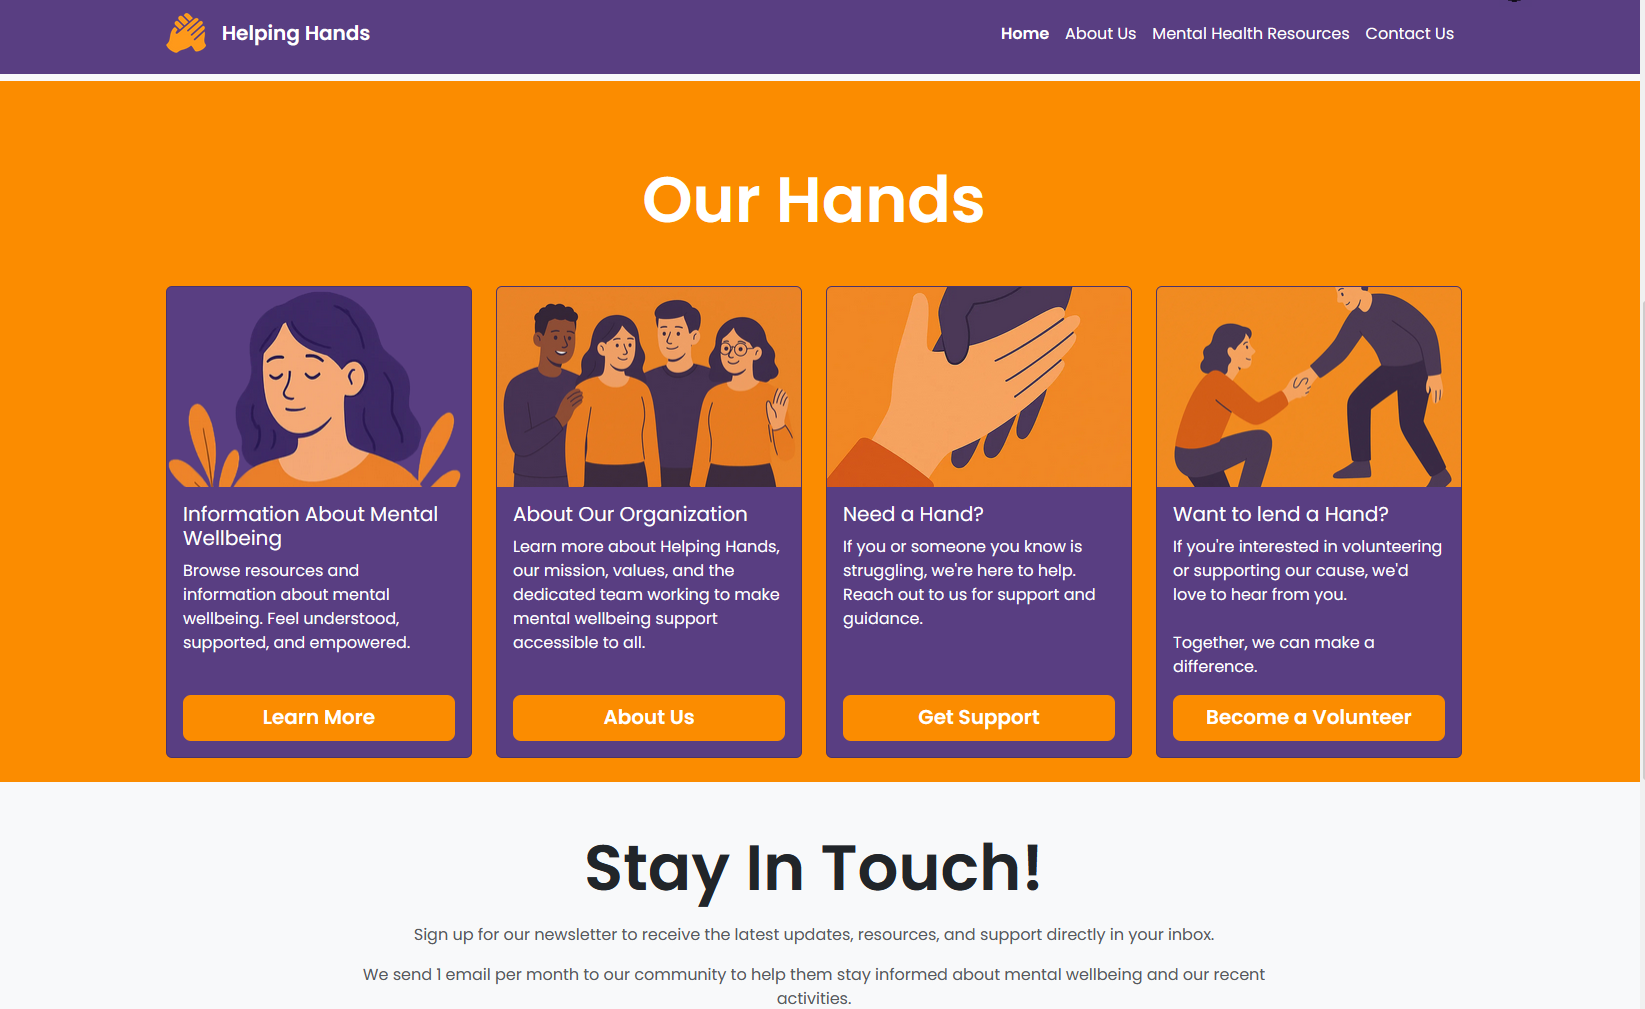 Helping Hands
Home About Us Mental Health Resources Contact Us
Our Hands
Information About Mental
Wellbeing
Browse resources and
information about mental
wellbeing. Feel understood,
supported, and empowered.
Learn More
About Our Organization
Learn more about Helping Hands,
our mission, values, and the
dedicated team working to make
mental wellbeing support
accessible to all.
About Us
Need a Hand?
If you or someone you know is
struggling, we're here to help.
Reach out to us for support and
guidance.
Get Support
Want to lend a Hand?
If you're interested in volunteering
or supporting our cause, we'd
love to hear from you.
Together, we can make a
difference.
Become a Volunteer
Stay In Touch!
Sign up for our newsletter to receive the latest updates, resources, and support directly in your inbox.
We send 1 email per month to our community to help them stay informed about mental wellbeing and our recent
activities.